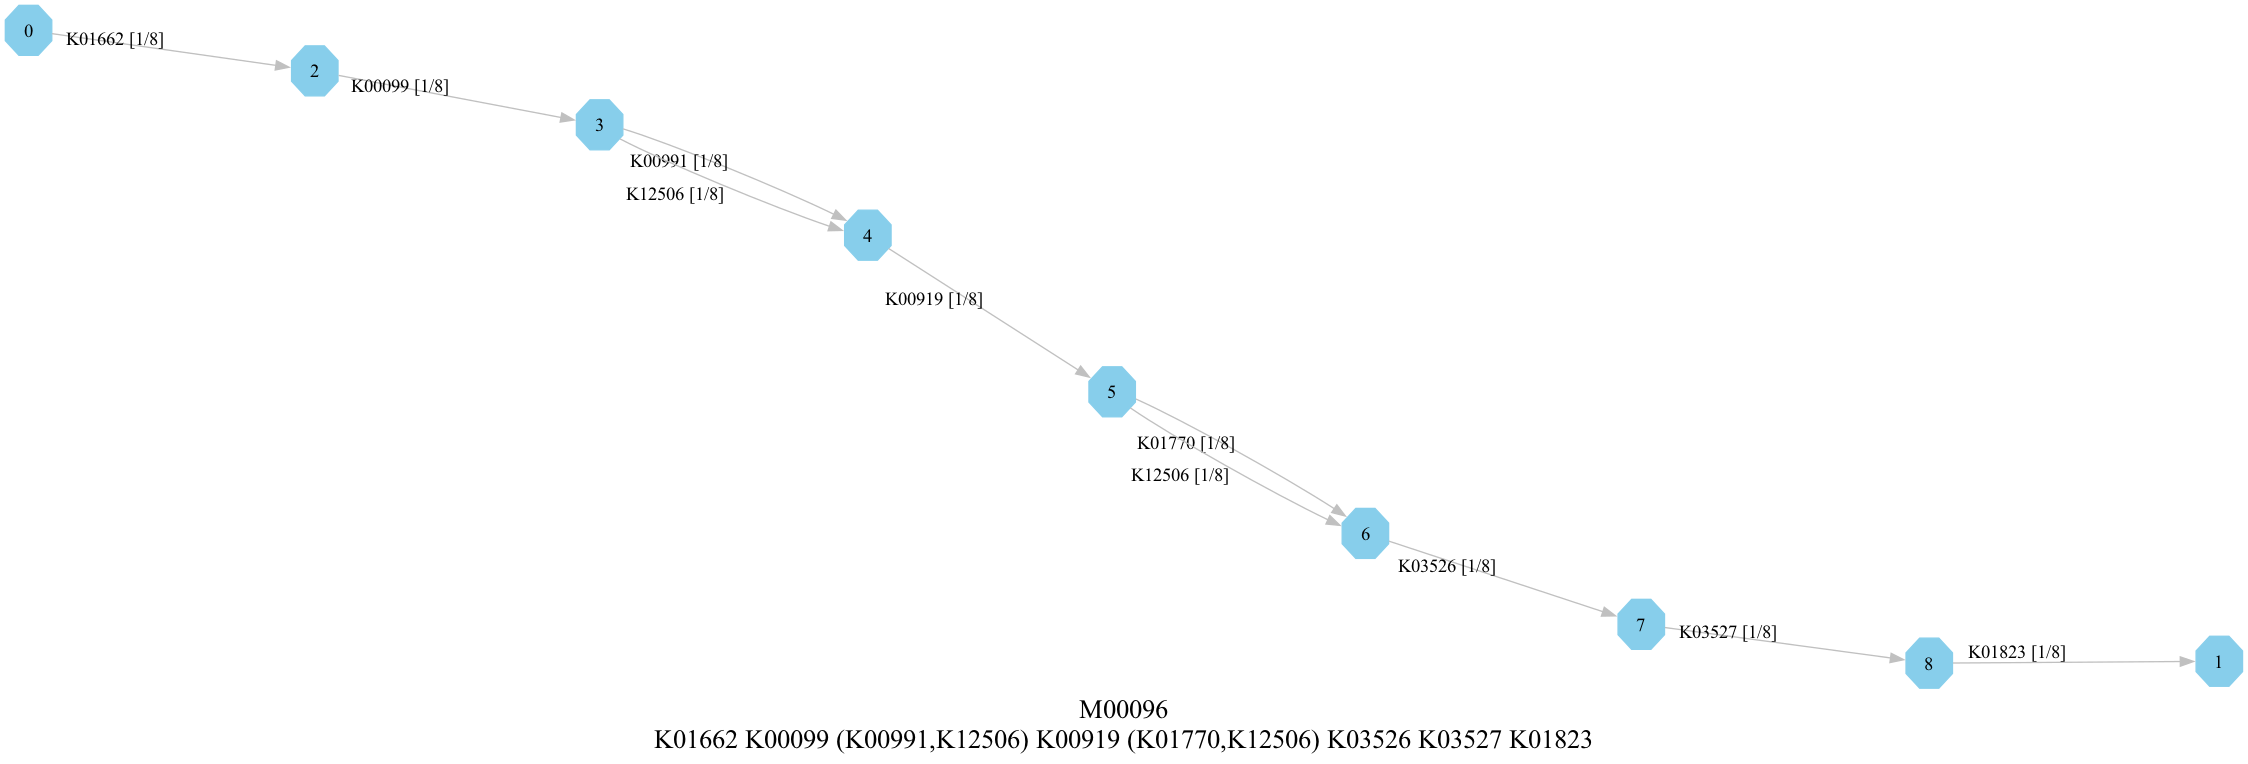 0
K01662 [1/8]
2
K00099 [1/8]
3
K00991 [1/8]
K12506 [1/8]
4
K00919 [1/8]
5
K01770 [1/8]
K12506 [1/8]
6
K03526 [1/8]
7
K03527 [1/8]
8
K01823 [1/8]
1
M00096
K01662 K00099 (K00991,K12506) K00919 (K01770,K12506) K03526 K03527 K01823